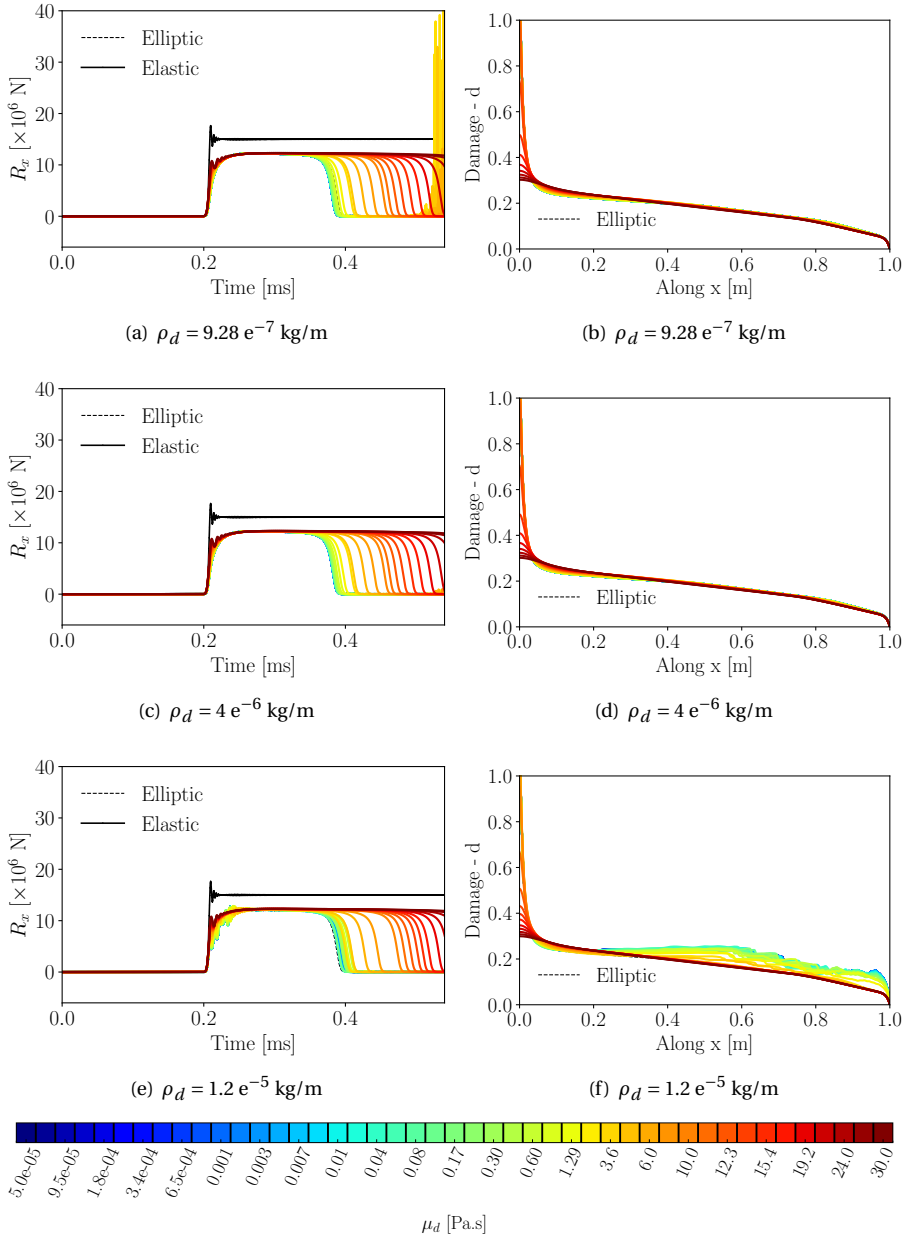 40
30
20
10
0
R_x [×10^6 N]
Elliptic
Elastic
0.0 0.2 0.4
Time [ms]
(a) ρ_d = 9.28 e^−7 kg/m
1.0
0.8
0.6
0.4
0.2
0.0
Damage - d
Elliptic
0.0 0.2 0.4 0.6 0.8 1.0
Along x [m]
(b) ρ_d = 9.28 e^−7 kg/m
40
30
20
10
0
R_x [×10^6 N]
Elliptic
Elastic
0.0 0.2 0.4
Time [ms]
(c) ρ_d = 4 e^−6 kg/m
1.0
0.8
0.6
0.4
0.2
0.0
Damage - d
Elliptic
0.0 0.2 0.4 0.6 0.8 1.0
Along x [m]
(d) ρ_d = 4 e^−6 kg/m
40
30
20
10
0
R_x [×10^6 N]
Elliptic
Elastic
0.0 0.2 0.4
Time [ms]
(e) ρ_d = 1.2 e^−5 kg/m
1.0
0.8
0.6
0.4
0.2
0.0
Damage - d
Elliptic
0.0 0.2 0.4 0.6 0.8 1.0
Along x [m]
(f) ρ_d = 1.2 e^−5 kg/m
5.0e-05 9.5e-05 1.8e-04 3.4e-04 6.5e-04 0.001 0.003 0.007 0.01 0.04 0.08 0.17 0.30 0.60 1.29 3.6 6.0 10.0 12.3 15.4 19.2 24.0 30.0
μ_d [Pa.s]